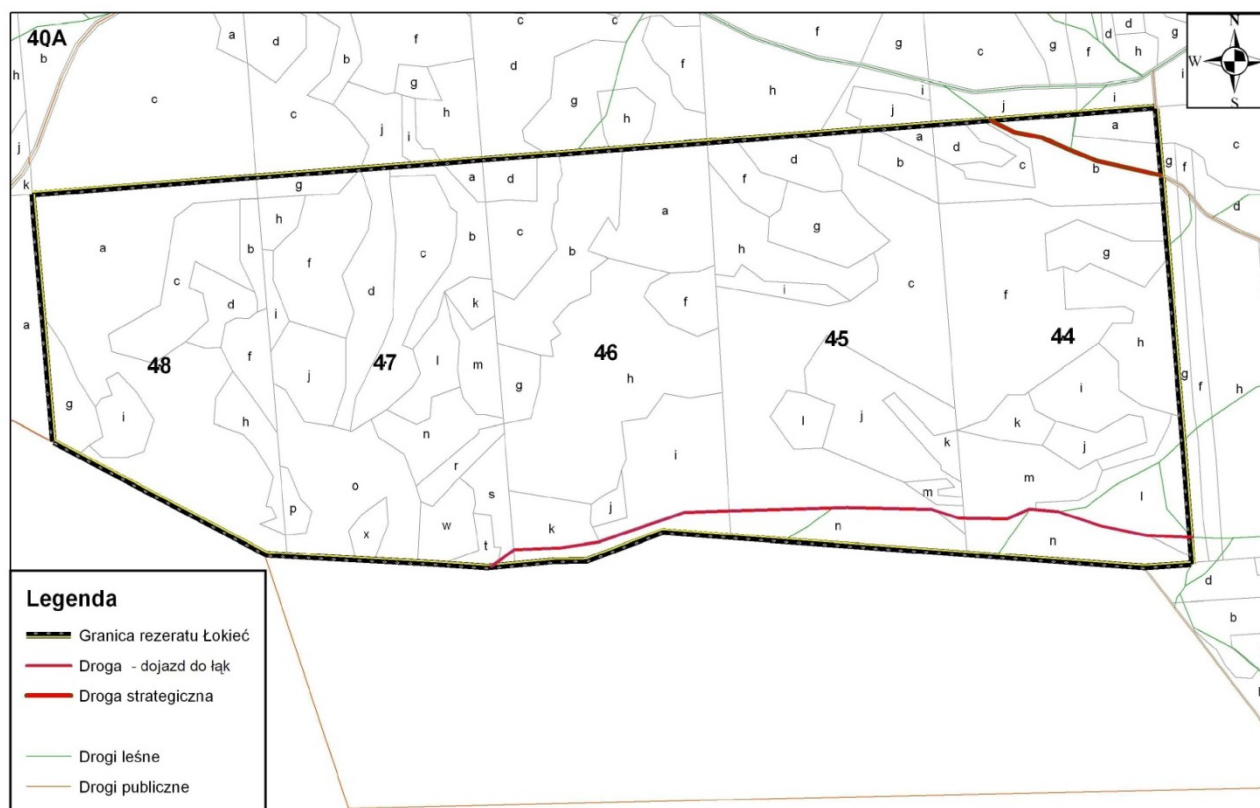 40A
b
h
c
j
k
a
d
b
f
c
g
j
i
h
c
d
g
f
h
f
g
c
h
i
j
g
f
d
d
h
g
j
i
i
N
W
E
S
g
a
d
c
a
b
d
c
a
b
g
f
c
d
a
h
b
f
c
b
c
b
a
f
d
g
h
i
c
g
f
h
g
f
h
a
c
d
i
d
k
f
48
47
46
45
44
g
i
f
h
j
l
m
g
h
f
l
j
k
i
k
j
n
r
s
i
m
m
l
p
o
x
w
t
k
j
n
n
d
b
Legenda
Granica rezeratu Łokieć
Droga - dojazd do łąk
Droga strategiczna
Drogi leśne
Drogi publiczne